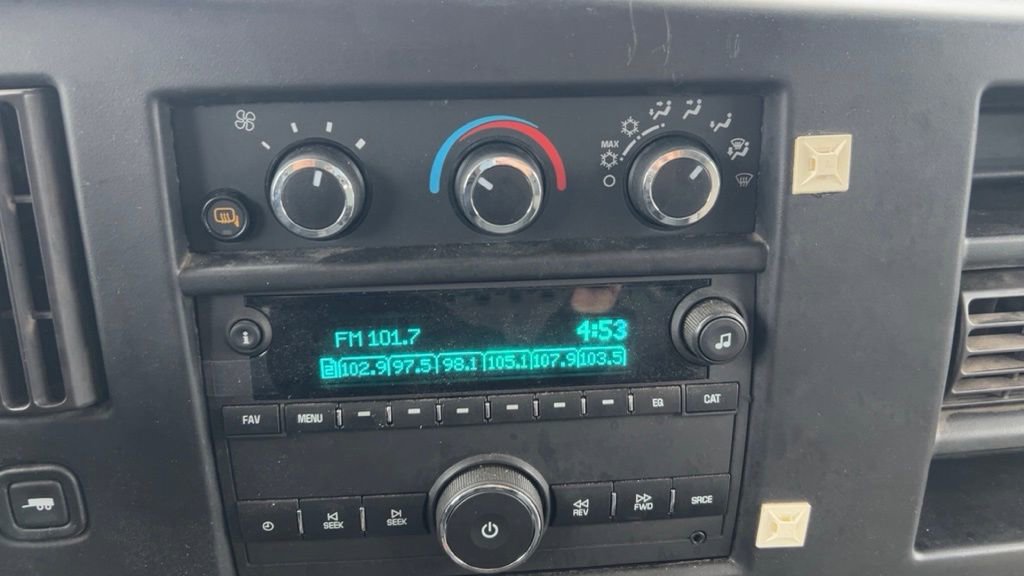 MAX
i
FM 101.7 4:53
2 102.9 97.5 98.1 105.1 107.9 103.5
FAV MENU EQ CAT
SEEK SEEK REV FWD SRCE